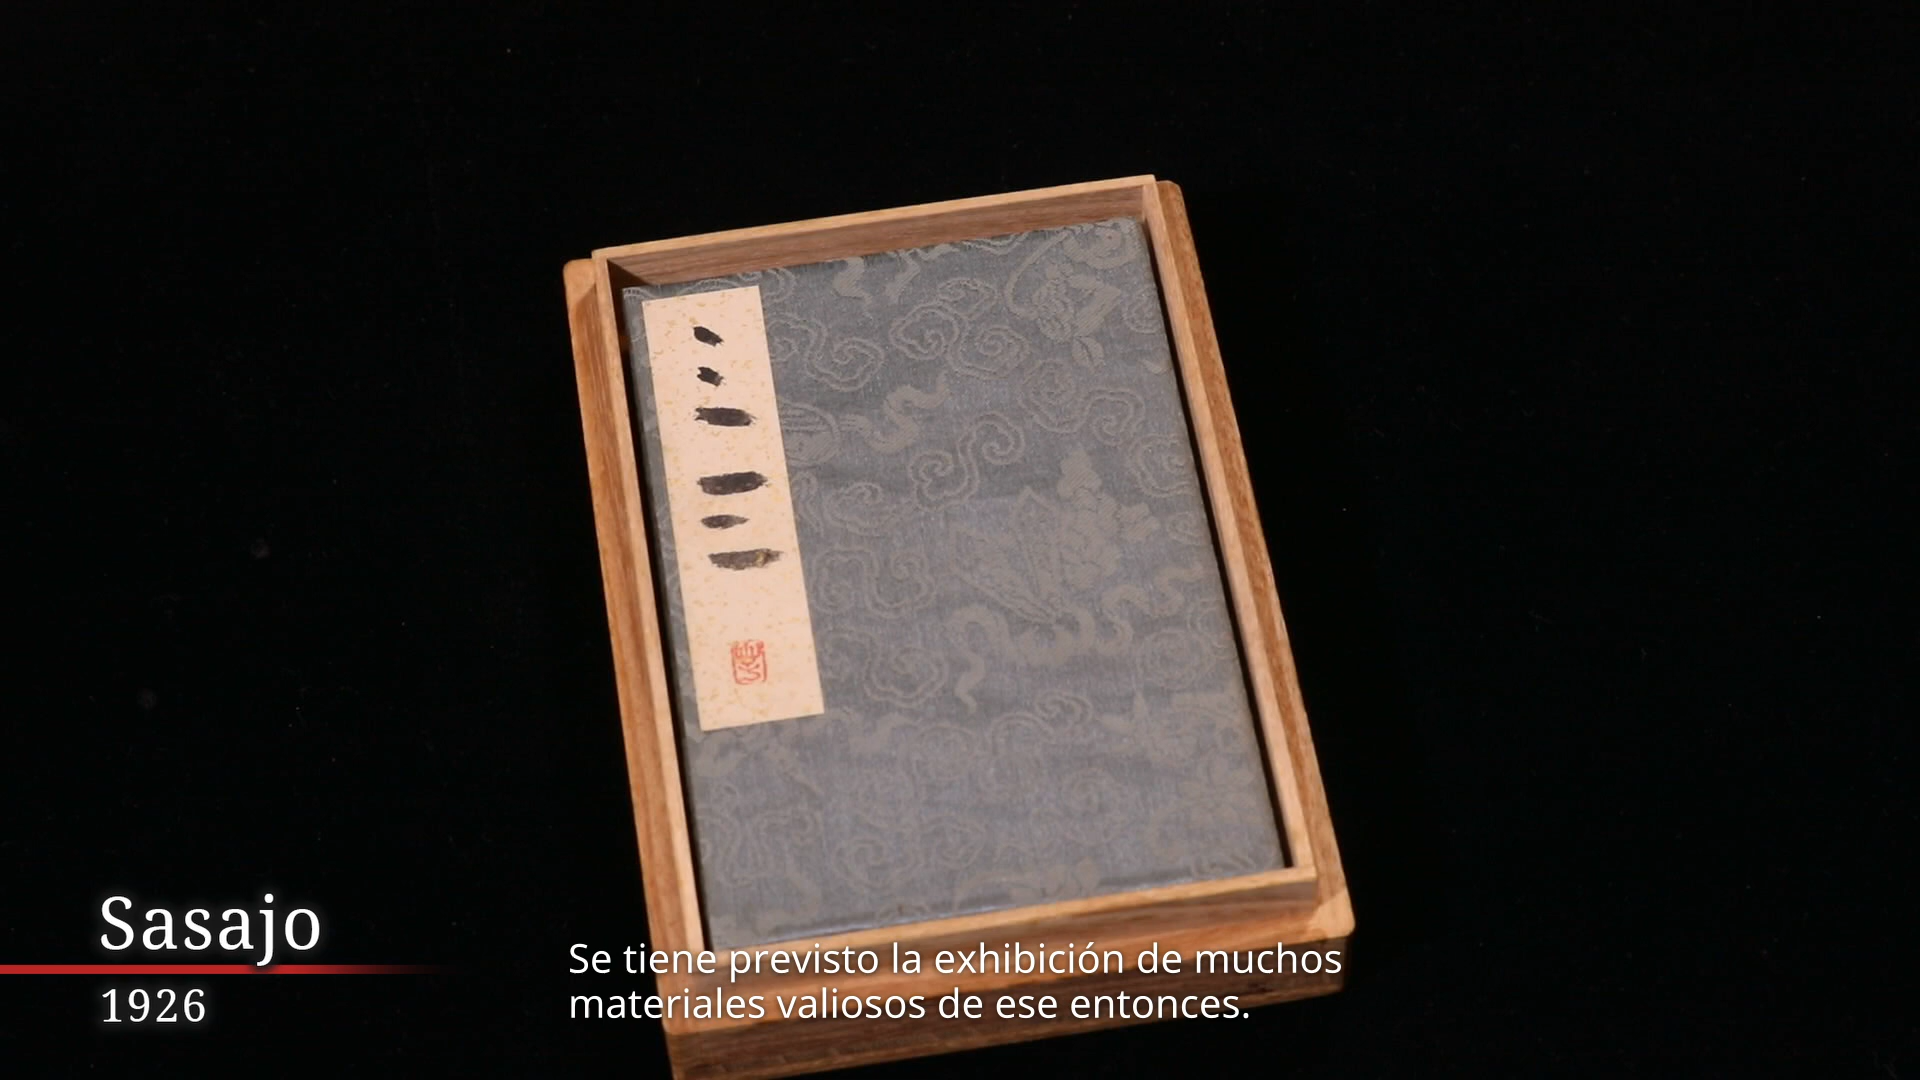 Sasajo
1926
Se tiene previsto la exhibición de muchos
materiales valiosos de ese entonces.